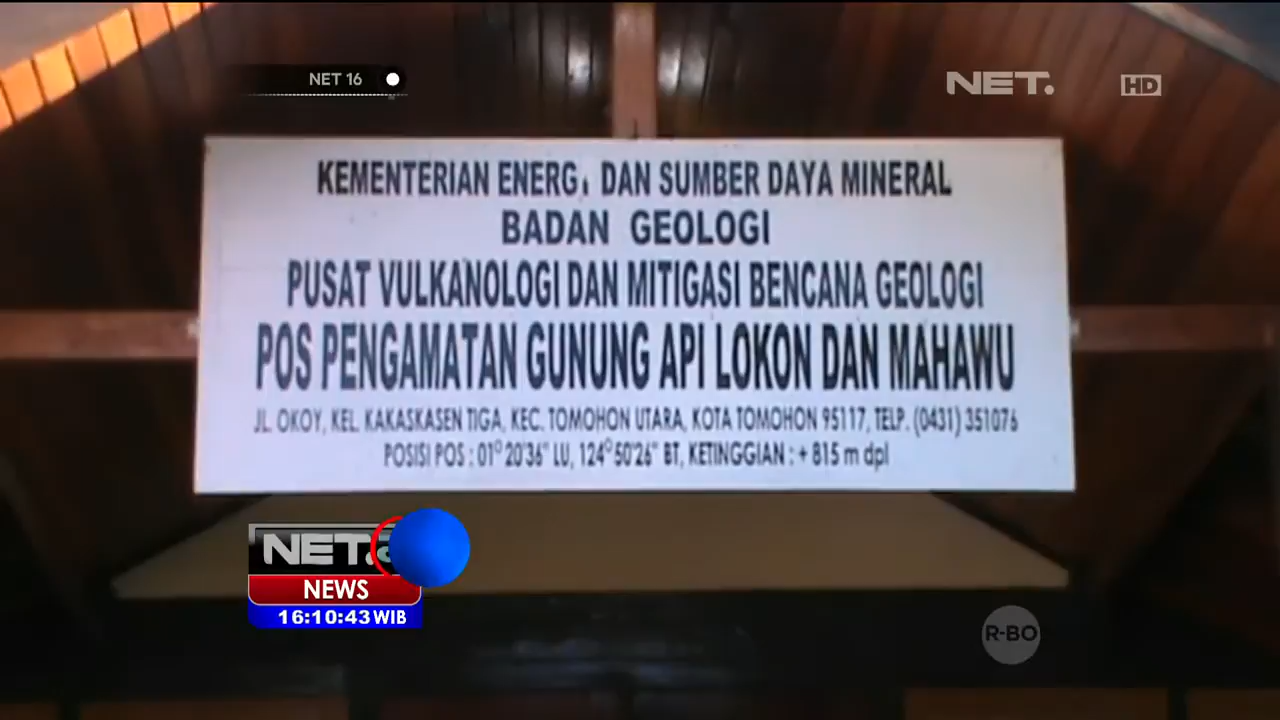 NET 16
NET.
HD
KEMENTERIAN ENERGI DAN SUMBER DAYA MINERAL
BADAN GEOLOGI
PUSAT VULKANOLOGI DAN MITIGASI BENCANA GEOLOGI
POS PENGAMATAN GUNUNG API LOKON DAN MAHAWU
JL. OKOY, KEL. KAKASKASEN TIGA, KEC. TOMOHON UTARA, KOTA TOMOHON 95117, TELP. (0431) 351076
POSISI POS : 01° 20'36" LU, 124° 50'26" BT, KETINGGIAN : + 815 m dpl
NET.
NEWS
16:10:43 WIB
R-BO